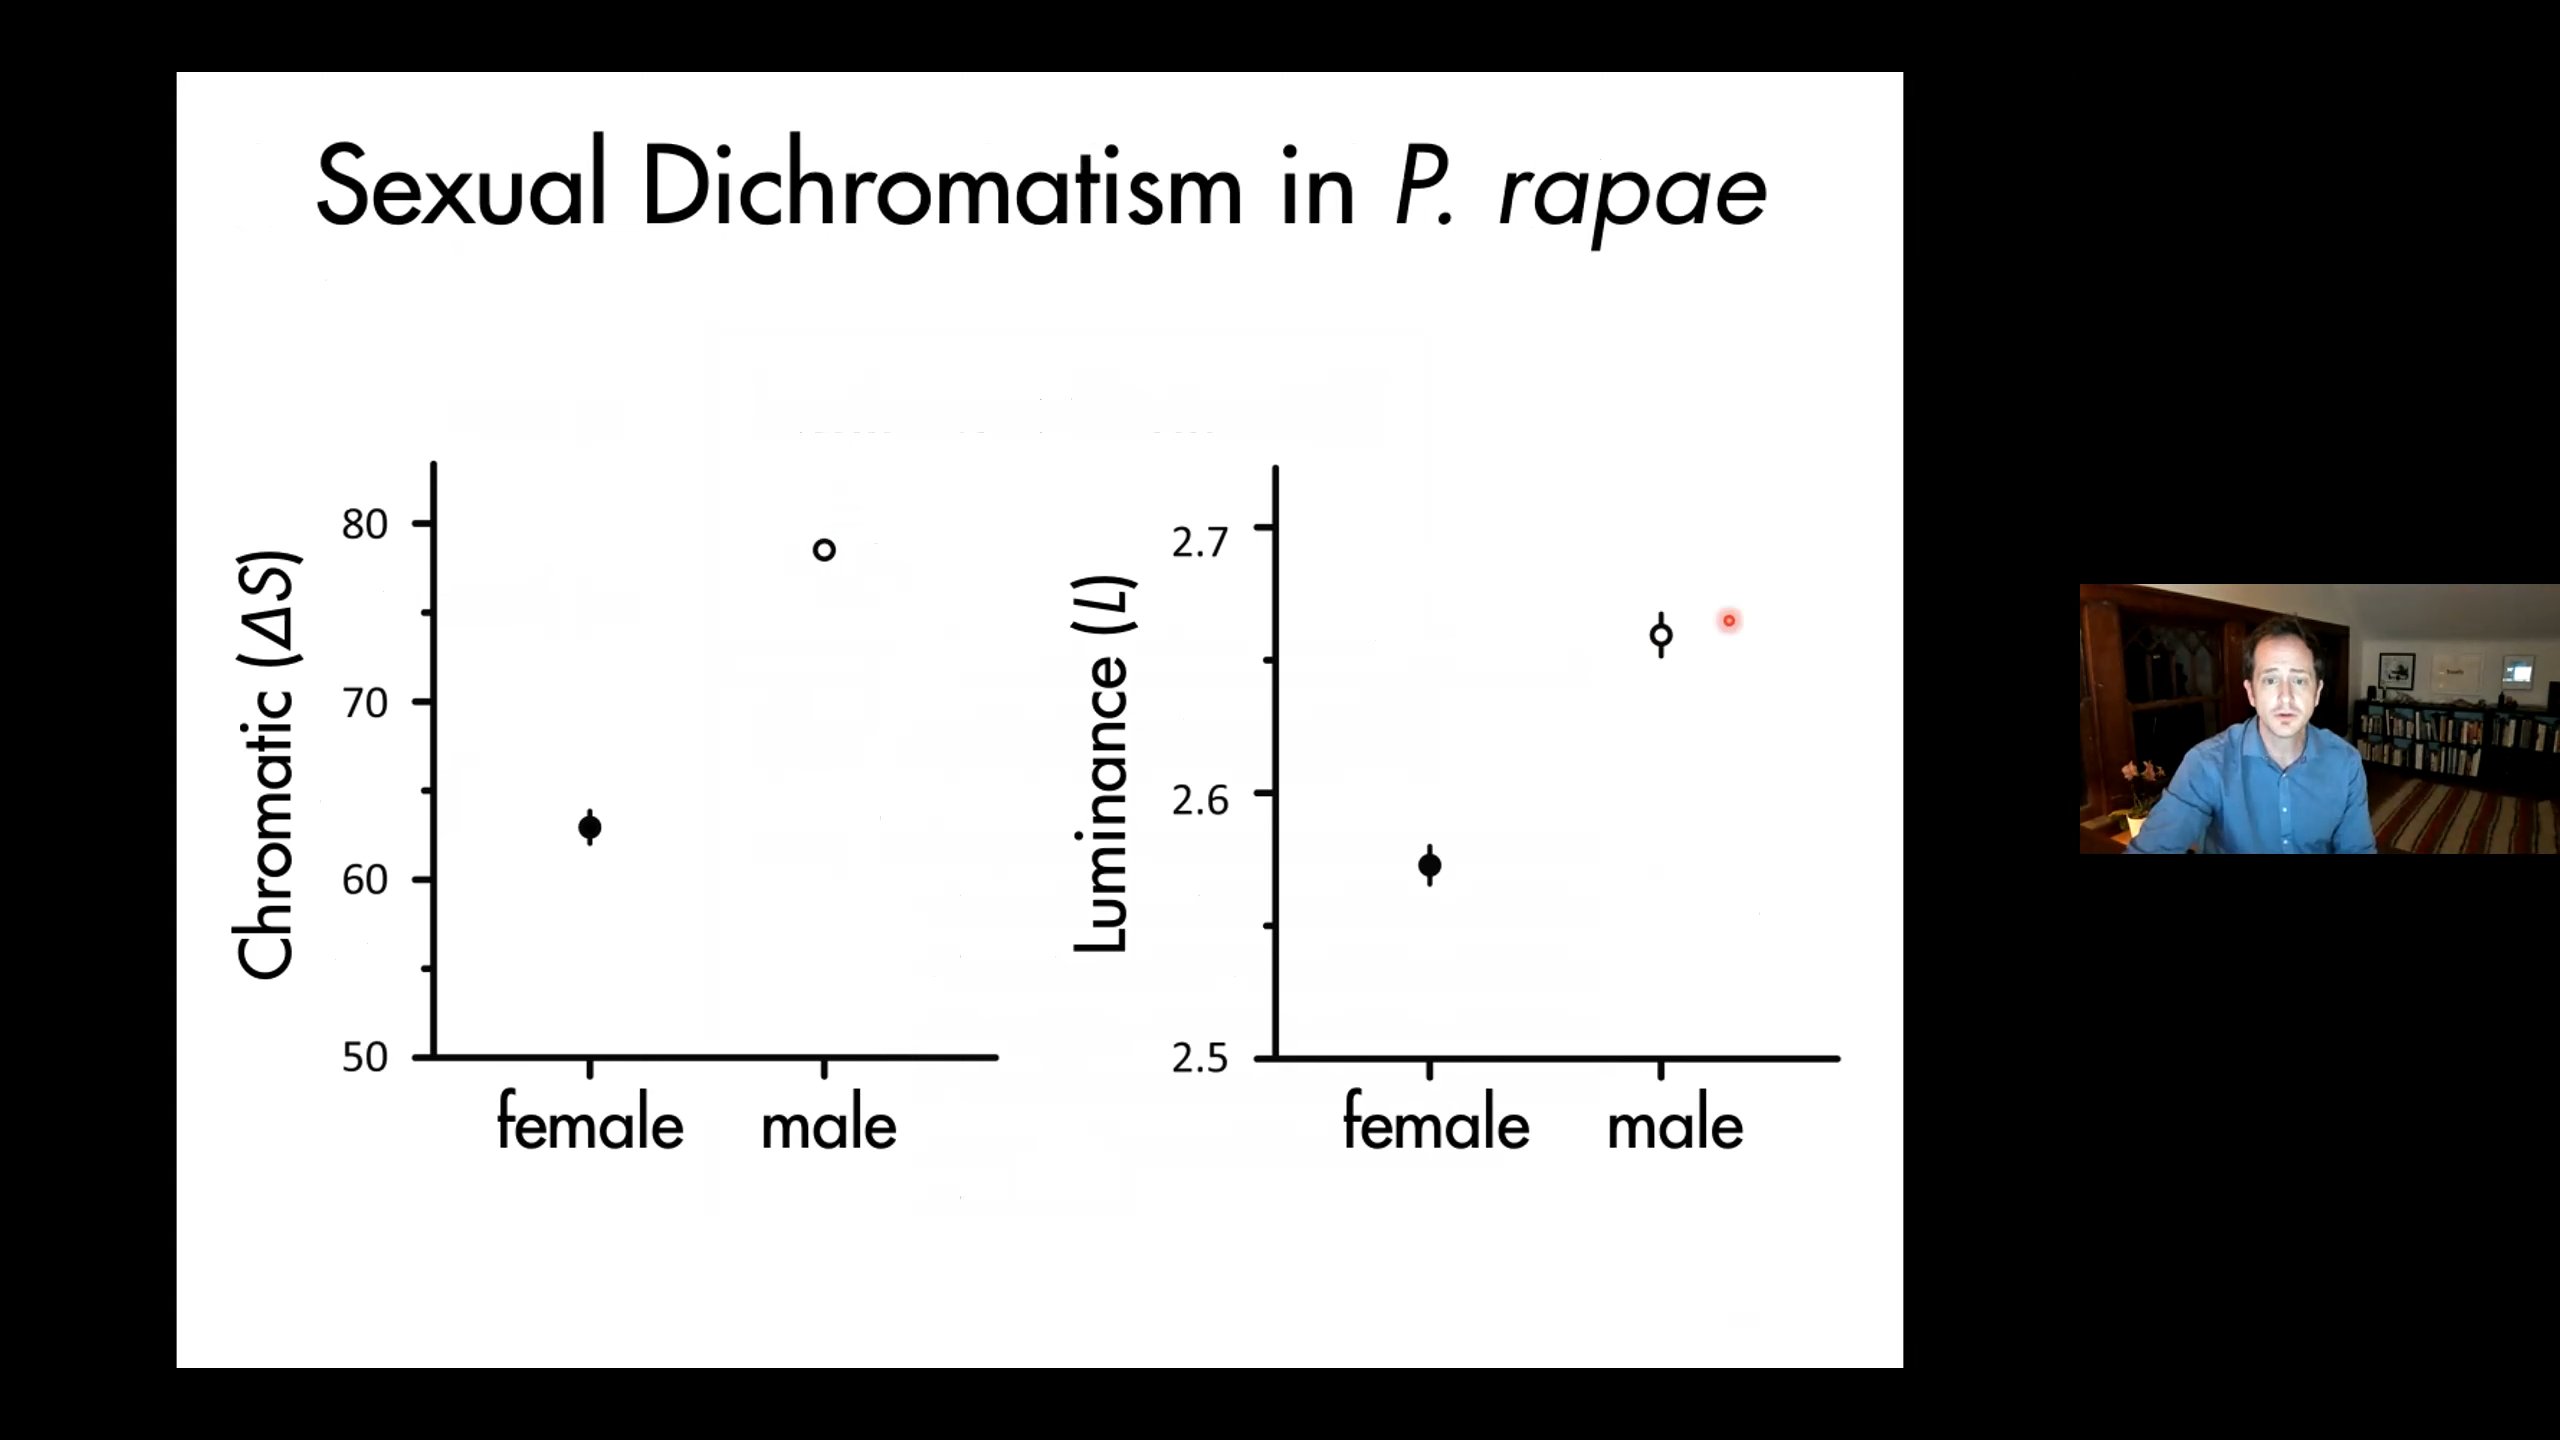 Sexual Dichromatism in P. rapae
Chromatic (ΔS)
80
70
60
50
female male
Luminance (L)
2.7
2.6
2.5
female male